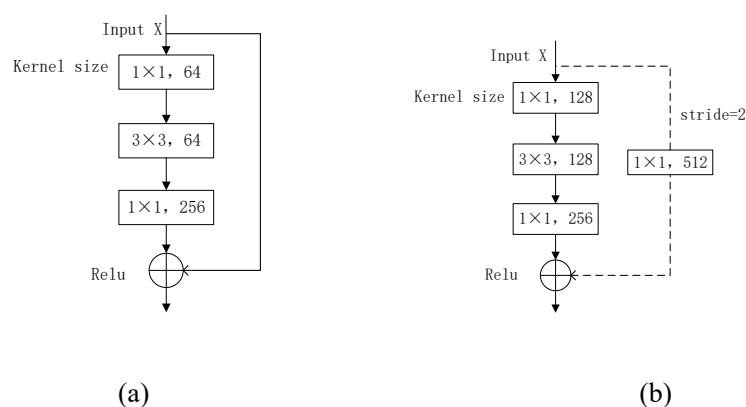 Input X
Kernel size
1×1, 64
3×3, 64
1×1, 256
Relu
(a)
Input X
Kernel size
1×1, 128
stride=2
3×3, 128
1×1, 512
1×1, 256
Relu
(b)